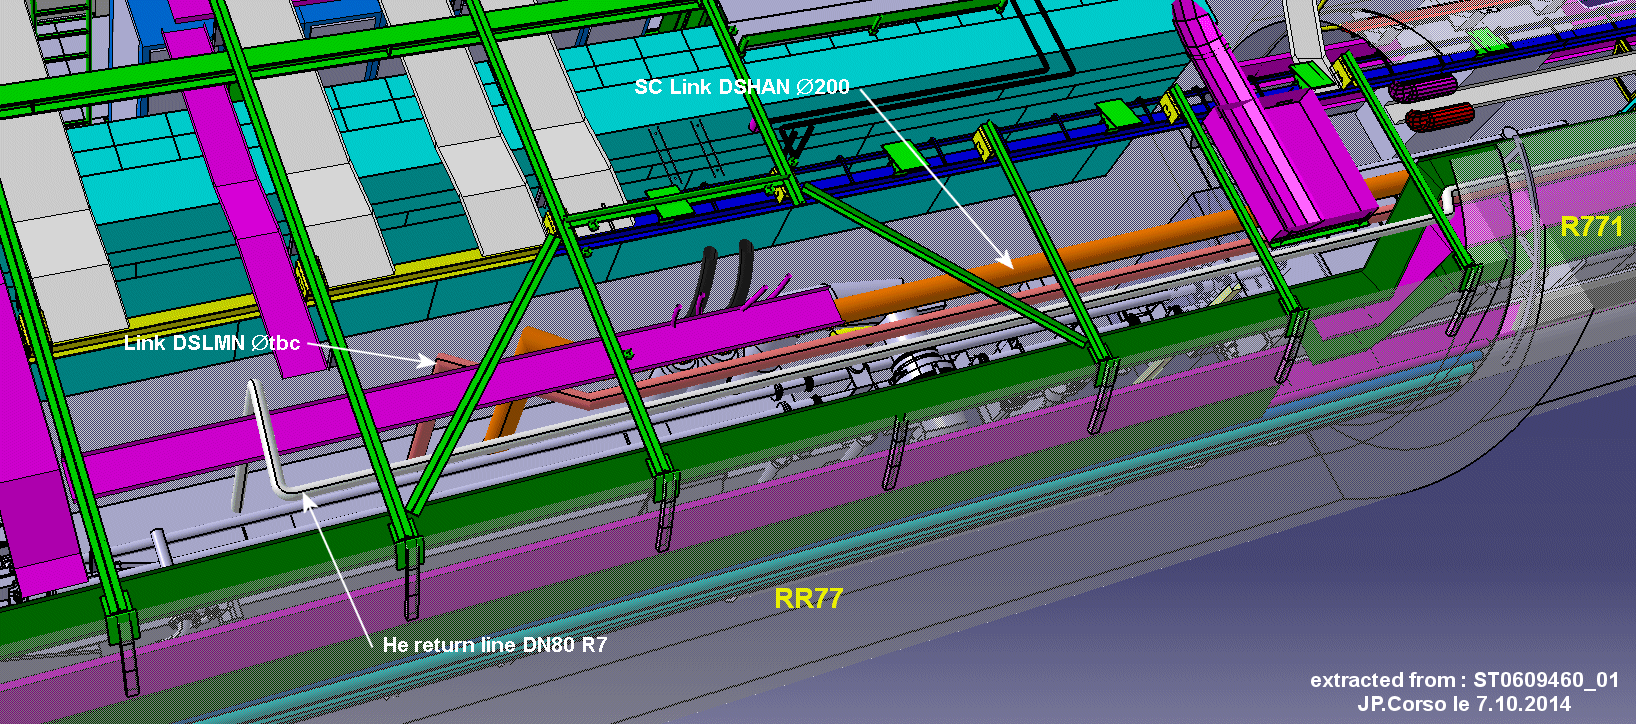 SC Link DSHAN ∅200
R771
Link DSLMN ∅tbc
RR77
He return line DN80 R7
extracted from : ST0609460_01
JP.Corso le 7.10.2014